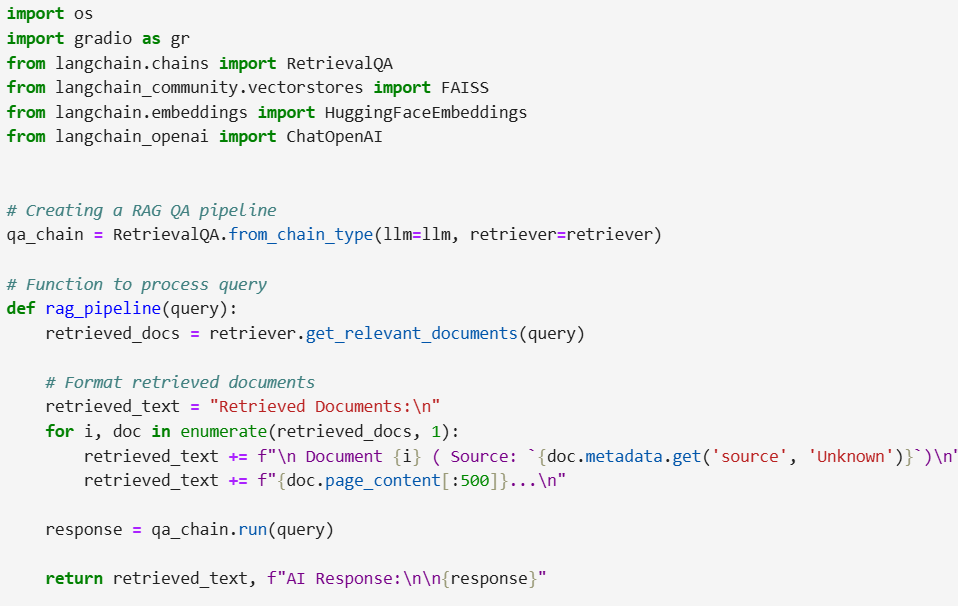 import os
import gradio as gr
from langchain.chains import RetrievalQA
from langchain_community.vectorstores import FAISS
from langchain.embeddings import HuggingFaceEmbeddings
from langchain_openai import ChatOpenAI
# Creating a RAG QA pipeline
qa_chain = RetrievalQA.from_chain_type(llm=llm, retriever=retriever)
# Function to process query
def rag_pipeline(query):
    retrieved_docs = retriever.get_relevant_documents(query)
    # Format retrieved documents
    retrieved_text = "Retrieved Documents:\n"
    for i, doc in enumerate(retrieved_docs, 1):
        retrieved_text += f"\n Document {i} ( Source: `{doc.metadata.get('source', 'Unknown')}`)\n"
        retrieved_text += f"{doc.page_content[:500]}...\n"
    response = qa_chain.run(query)
    return retrieved_text, f"AI Response:\n\n{response}"